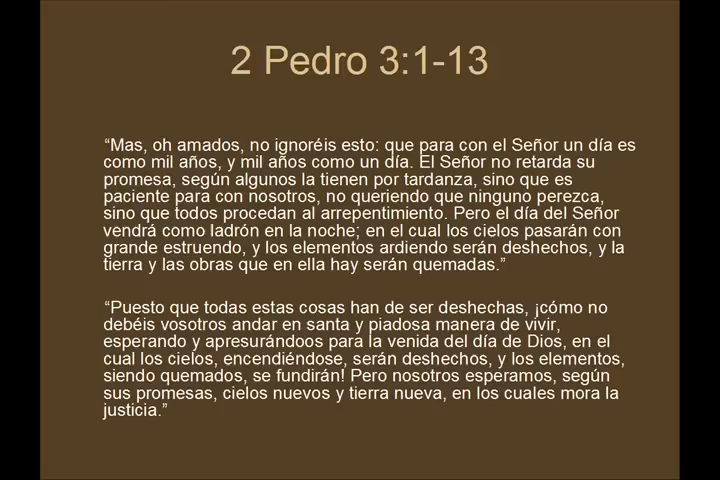 2 Pedro 3:1-13
“Mas, oh amados, no ignoréis esto: que para con el Señor un día es
como mil años, y mil años como un día. El Señor no retarda su
promesa, según algunos la tienen por tardanza, sino que es
paciente para con nosotros, no queriendo que ninguno perezca,
sino que todos procedan al arrepentimiento. Pero el día del Señor
vendrá como ladrón en la noche; en el cual los cielos pasarán con
grande estruendo, y los elementos ardiendo serán deshechos, y la
tierra y las obras que en ella hay serán quemadas.”
“Puesto que todas estas cosas han de ser deshechas, ¡cómo no
debéis vosotros andar en santa y piadosa manera de vivir,
esperando y apresurándoos para la venida del día de Dios, en el
cual los cielos, encendiéndose, serán deshechos, y los elementos,
siendo quemados, se fundirán! Pero nosotros esperamos, según
sus promesas, cielos nuevos y tierra nueva, en los cuales mora la
justicia.”